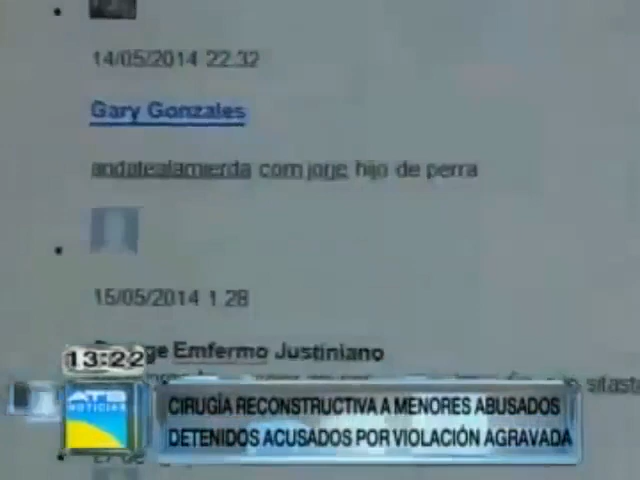 14/05/2014 22.32
Gary Gonzales
andatealamierda com jorje hijo de perra
15/05/2014 1 28
Emfermo Justiniano
sitasta
13:22
ATB
NOTICIAS
CIRUGÍA RECONSTRUCTIVA A MENORES ABUSADOS
DETENIDOS ACUSADOS POR VIOLACIÓN AGRAVADA